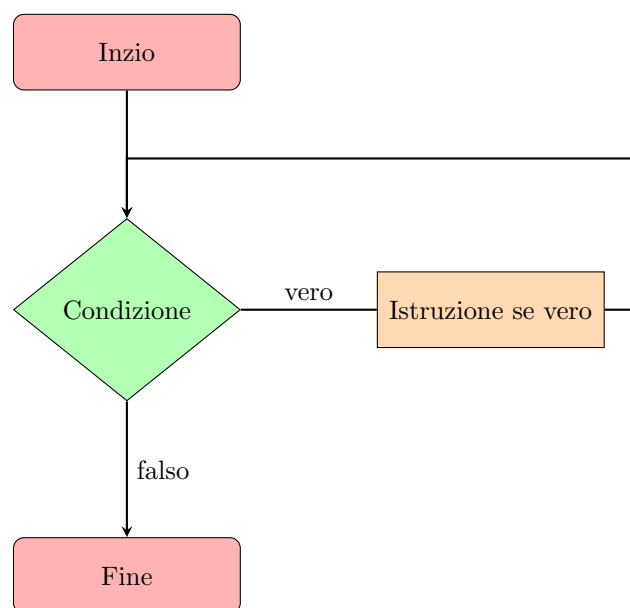 Inzio
vero
Condizione
Istruzione se vero
falso
Fine